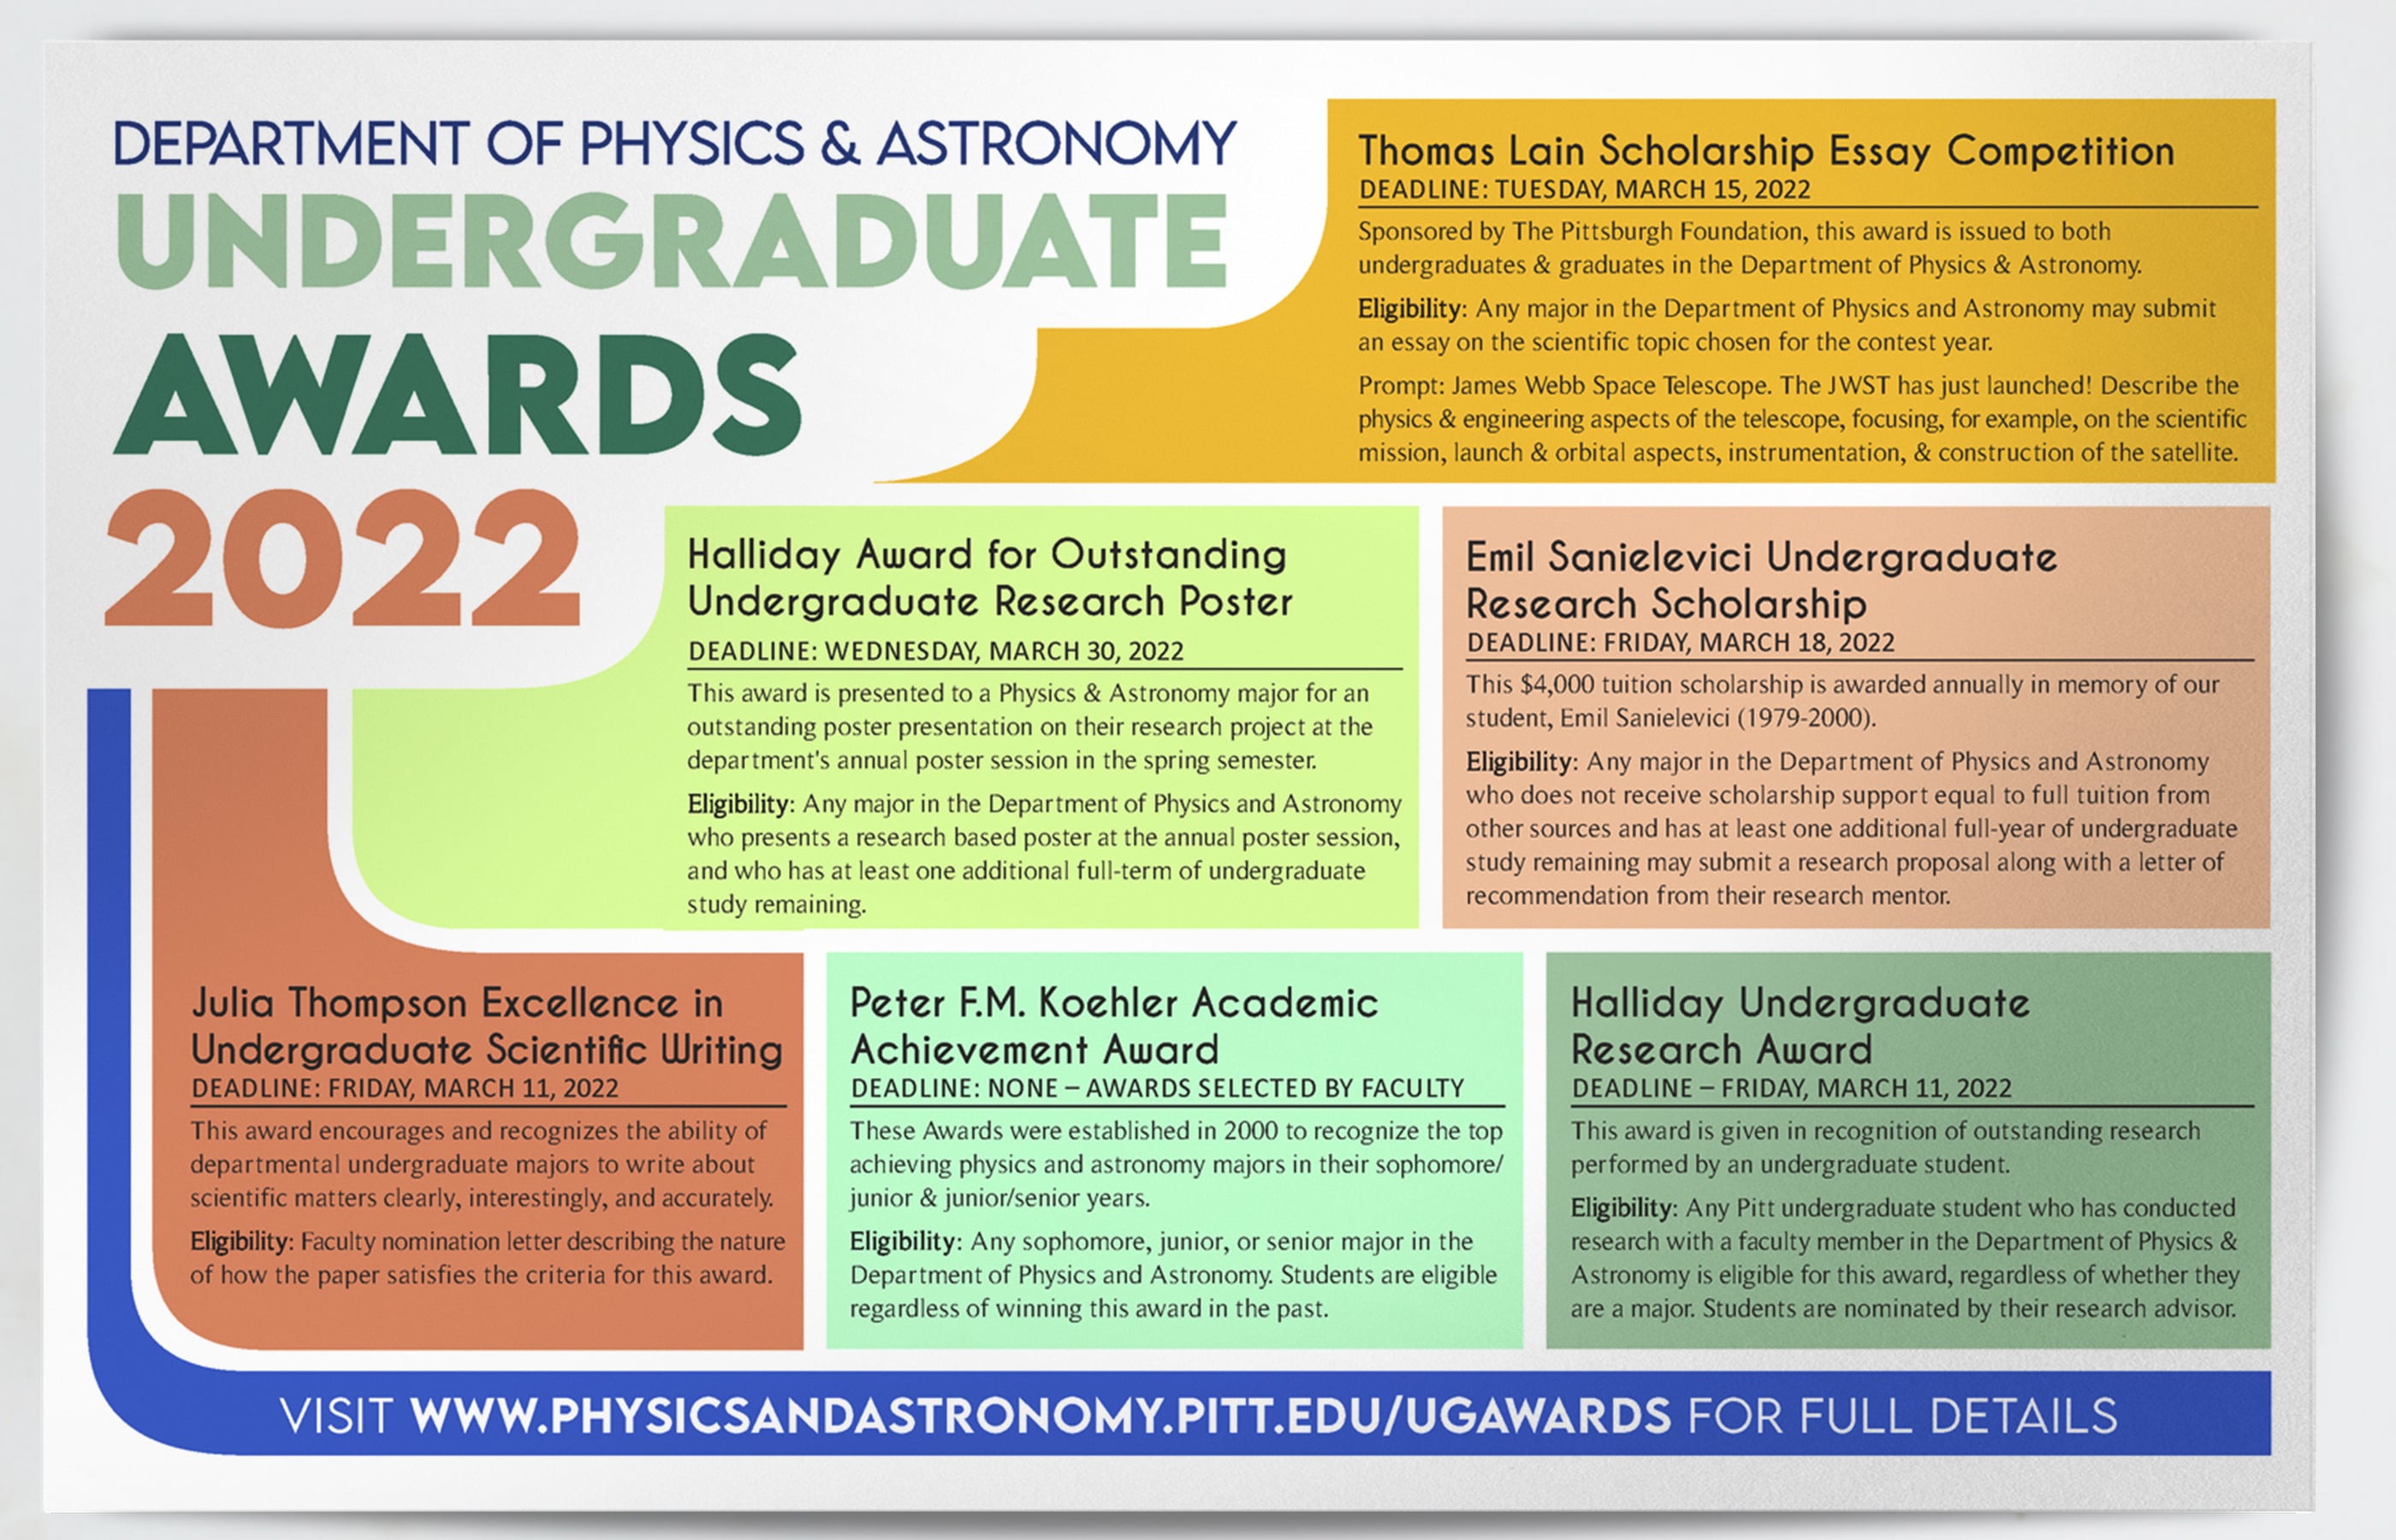 DEPARTMENT OF PHYSICS & ASTRONOMY
UNDERGRADUATE
AWARDS
2022
Thomas Lain Scholarship Essay Competition
DEADLINE: TUESDAY, MARCH 15, 2022
Sponsored by The Pittsburgh Foundation, this award is issued to both
undergraduates & graduates in the Department of Physics & Astronomy.
Eligibility: Any major in the Department of Physics and Astronomy may submit
an essay on the scientific topic chosen for the contest year.
Prompt: James Webb Space Telescope. The JWST has just launched! Describe the
physics & engineering aspects of the telescope, focusing, for example, on the scientific
mission, launch & orbital aspects, instrumentation, & construction of the satellite.
Halliday Award for Outstanding
Undergraduate Research Poster
DEADLINE: WEDNESDAY, MARCH 30, 2022
This award is presented to a Physics & Astronomy major for an
outstanding poster presentation on their research project at the
department's annual poster session in the spring semester.
Eligibility: Any major in the Department of Physics and Astronomy
who presents a research based poster at the annual poster session,
and who has at least one additional full-term of undergraduate
study remaining.
Emil Sanielevici Undergraduate
Research Scholarship
DEADLINE: FRIDAY, MARCH 18, 2022
This $4,000 tuition scholarship is awarded annually in memory of our
student, Emil Sanielevici (1979-2000).
Eligibility: Any major in the Department of Physics and Astronomy
who does not receive scholarship support equal to full tuition from
other sources and has at least one additional full-year of undergraduate
study remaining may submit a research proposal along with a letter of
recommendation from their research mentor.
Julia Thompson Excellence in
Undergraduate Scientific Writing
DEADLINE: FRIDAY, MARCH 11, 2022
This award encourages and recognizes the ability of
departmental undergraduate majors to write about
scientific matters clearly, interestingly, and accurately.
Eligibility: Faculty nomination letter describing the nature
of how the paper satisfies the criteria for this award.
Peter F.M. Koehler Academic
Achievement Award
DEADLINE: NONE – AWARDS SELECTED BY FACULTY
These Awards were established in 2000 to recognize the top
achieving physics and astronomy majors in their sophomore/
junior & junior/senior years.
Eligibility: Any sophomore, junior, or senior major in the
Department of Physics and Astronomy. Students are eligible
regardless of winning this award in the past.
Halliday Undergraduate
Research Award
DEADLINE – FRIDAY, MARCH 11, 2022
This award is given in recognition of outstanding research
performed by an undergraduate student.
Eligibility: Any Pitt undergraduate student who has conducted
research with a faculty member in the Department of Physics &
Astronomy is eligible for this award, regardless of whether they
are a major. Students are nominated by their research advisor.
VISIT WWW.PHYSICSANDASTRONOMY.PITT.EDU/UGAWARDS FOR FULL DETAILS